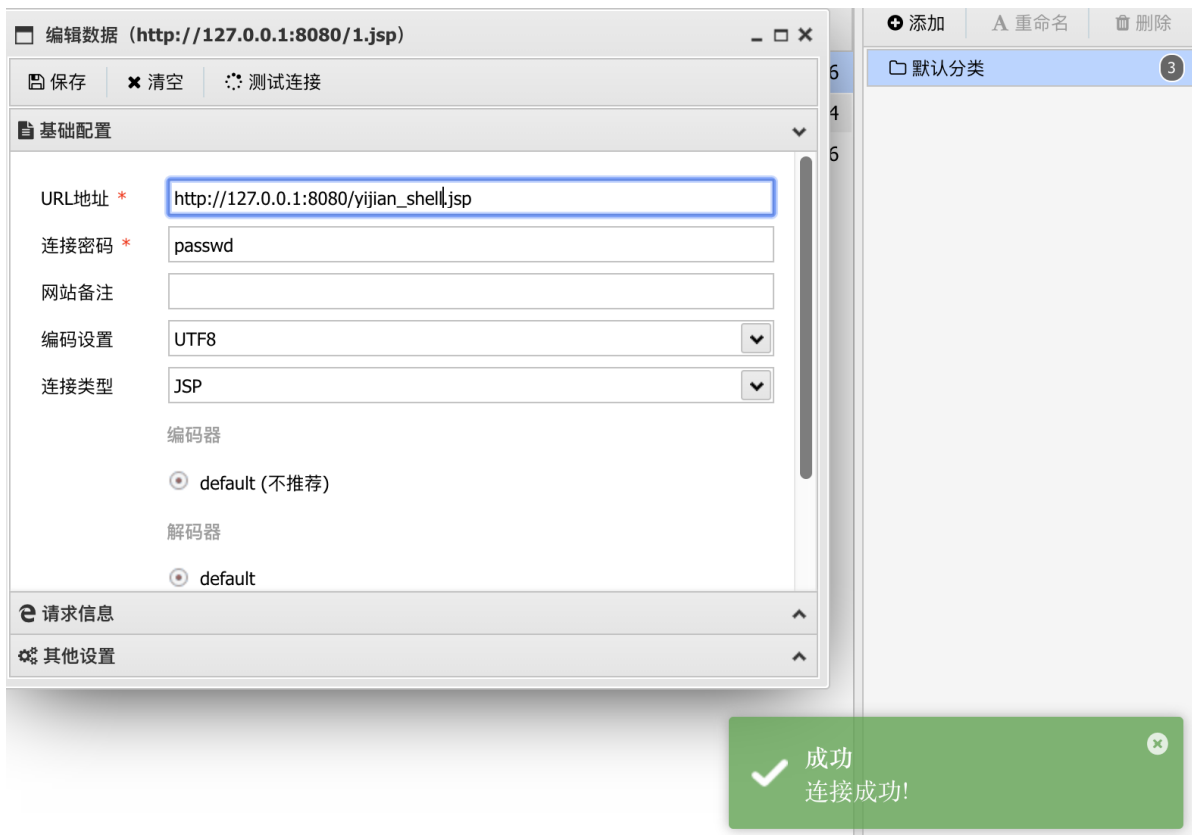 编辑数据（http://127.0.0.1:8080/1.jsp）
添加 重命名 删除
保存 清空 测试连接
默认分类 3
6
基础配置
4
6
URL地址 * http://127.0.0.1:8080/yijian_shell.jsp
连接密码 * passwd
网站备注
编码设置 UTF8
连接类型 JSP
编码器
default (不推荐)
解码器
default
请求信息
其他设置
成功
连接成功!